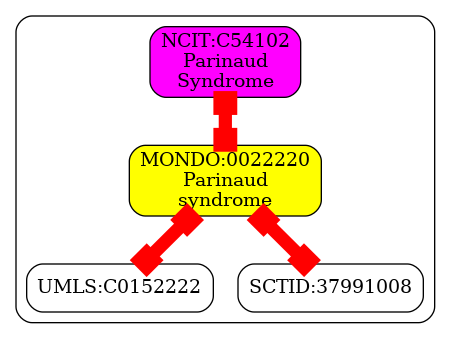 NCIT:C54102
Parinaud
Syndrome
MONDO:0022220
Parinaud
syndrome
UMLS:C0152222
SCTID:37991008